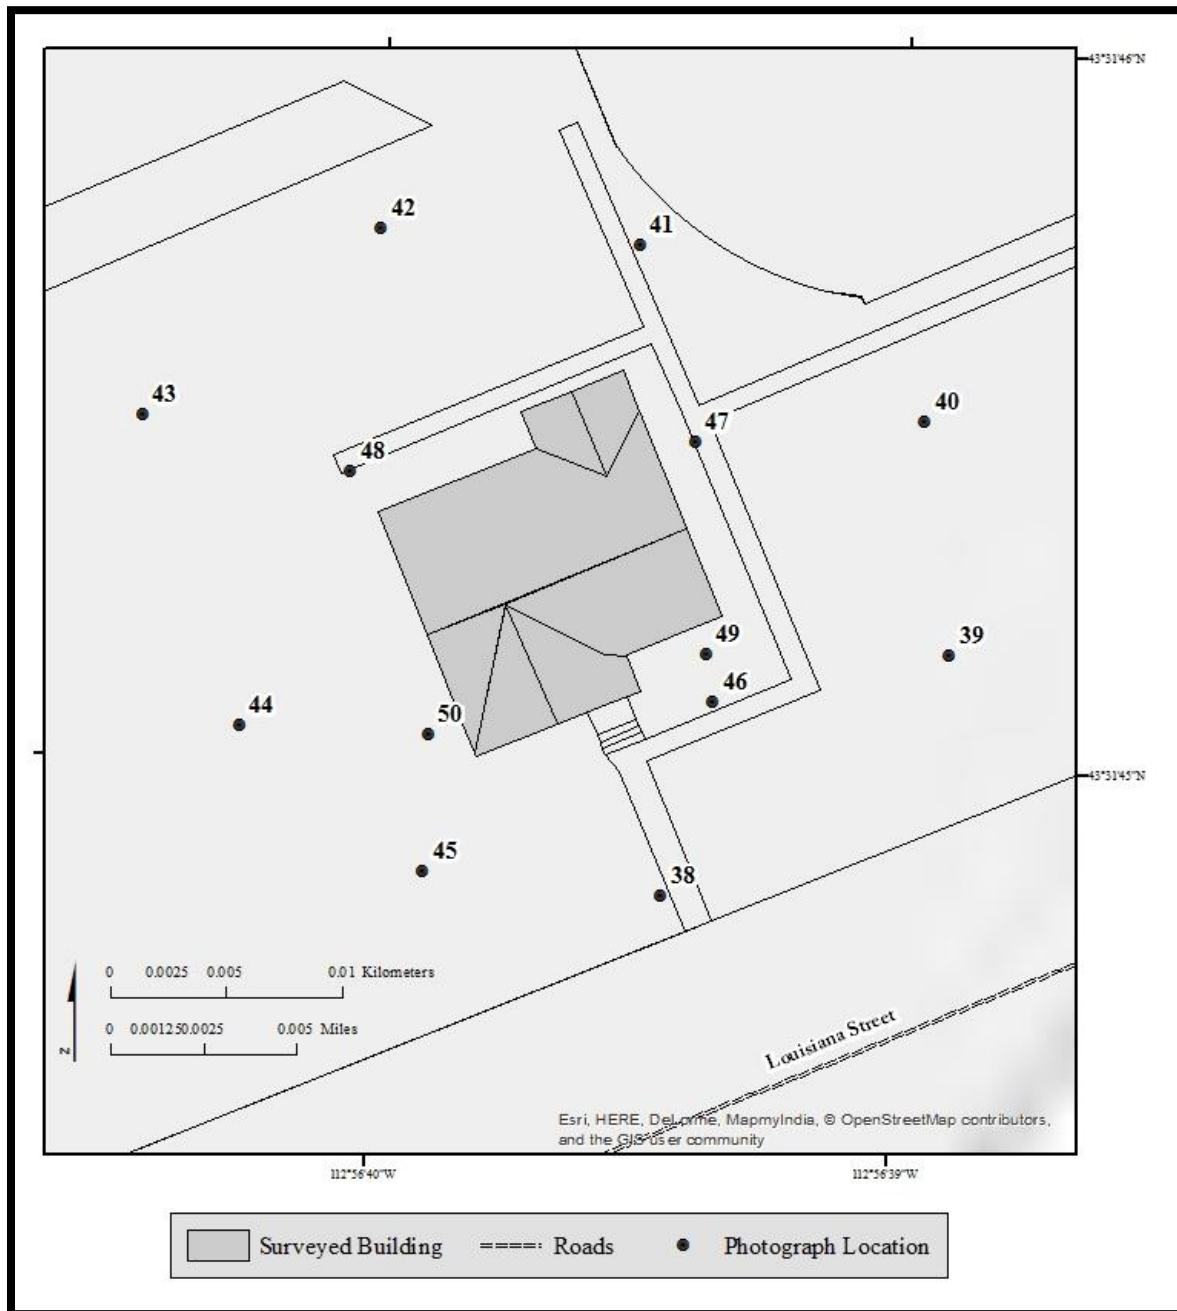 43°31'46"N
42
41
43
40
47
48
49
39
46
44
50
43°31'45"N
45
38
0 0.0025 0.005 0.01 Kilometers
0 0.00125 0.0025 0.005 Miles
N
Louisiana Street
Esri, HERE, DeLorme, MapmyIndia, © OpenStreetMap contributors,
and the GIS user community
112°56'40"W 112°56'39"W
Surveyed Building Roads Photograph Location